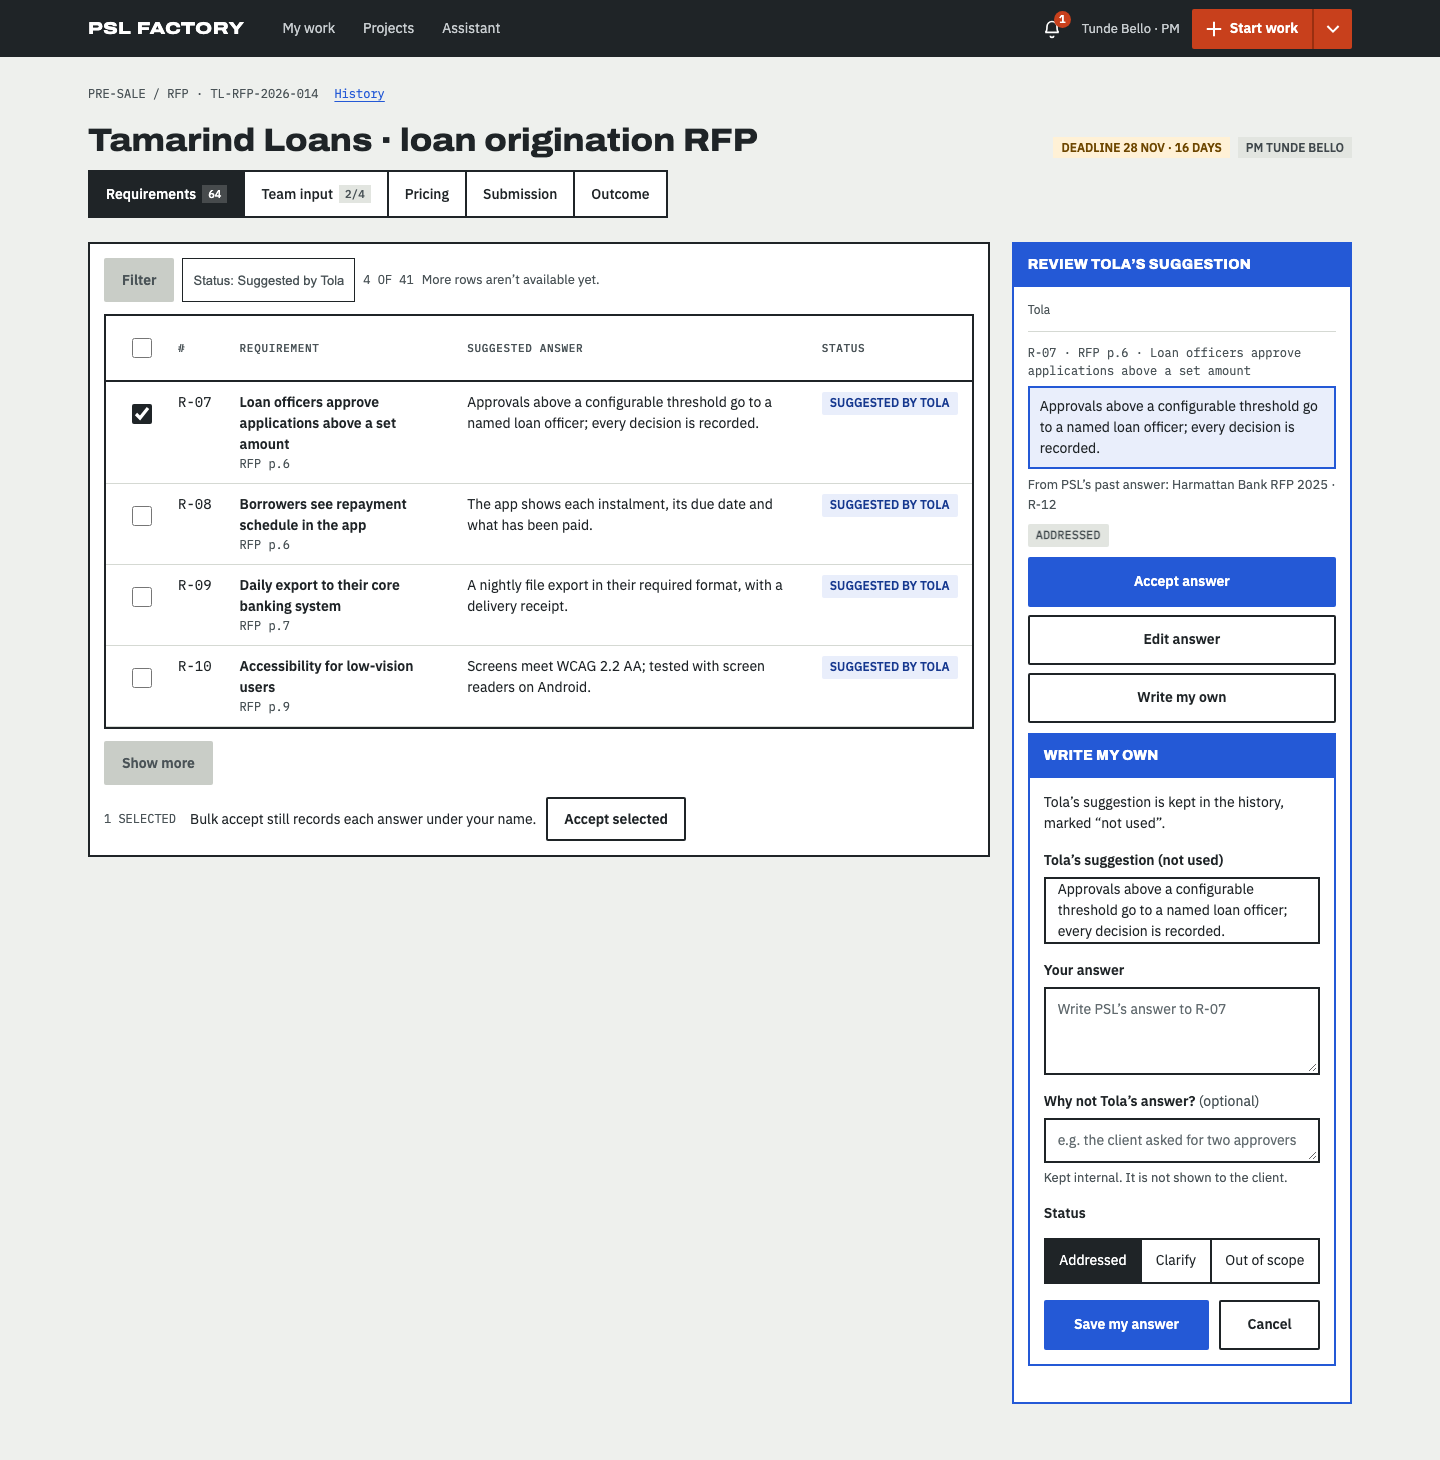 PSL FACTORY
My work
Projects
Assistant
1
Tunde Bello · PM
Start work
PRE-SALE / RFP · TL-RFP-2026-014 History
Tamarind Loans · loan origination RFP
DEADLINE 28 NOV · 16 DAYS
PM TUNDE BELLO
Requirements 64
Team input 2/4
Pricing
Submission
Outcome
Filter
Status: Suggested by Tola
4 OF 41 More rows aren’t available yet.
# REQUIREMENT SUGGESTED ANSWER STATUS
R-07
Loan officers approve
applications above a set
amount
RFP p.6
Approvals above a configurable threshold go to a
named loan officer; every decision is recorded.
SUGGESTED BY TOLA
R-08
Borrowers see repayment
schedule in the app
RFP p.6
The app shows each instalment, its due date and
what has been paid.
SUGGESTED BY TOLA
R-09
Daily export to their core
banking system
RFP p.7
A nightly file export in their required format, with a
delivery receipt.
SUGGESTED BY TOLA
R-10
Accessibility for low-vision
users
RFP p.9
Screens meet WCAG 2.2 AA; tested with screen
readers on Android.
SUGGESTED BY TOLA
Show more
1 SELECTED Bulk accept still records each answer under your name.
Accept selected
REVIEW TOLA’S SUGGESTION
Tola
R-07 · RFP p.6 · Loan officers approve
applications above a set amount
Approvals above a configurable threshold go
to a named loan officer; every decision is
recorded.
From PSL’s past answer: Harmattan Bank RFP 2025 ·
R-12
ADDRESSED
Accept answer
Edit answer
Write my own
WRITE MY OWN
Tola’s suggestion is kept in the history,
marked “not used”.
Tola’s suggestion (not used)
Approvals above a configurable
threshold go to a named loan officer;
every decision is recorded.
Your answer
Write PSL’s answer to R-07
Why not Tola’s answer? (optional)
e.g. the client asked for two approvers
Kept internal. It is not shown to the client.
Status
Addressed
Clarify
Out of scope
Save my answer
Cancel